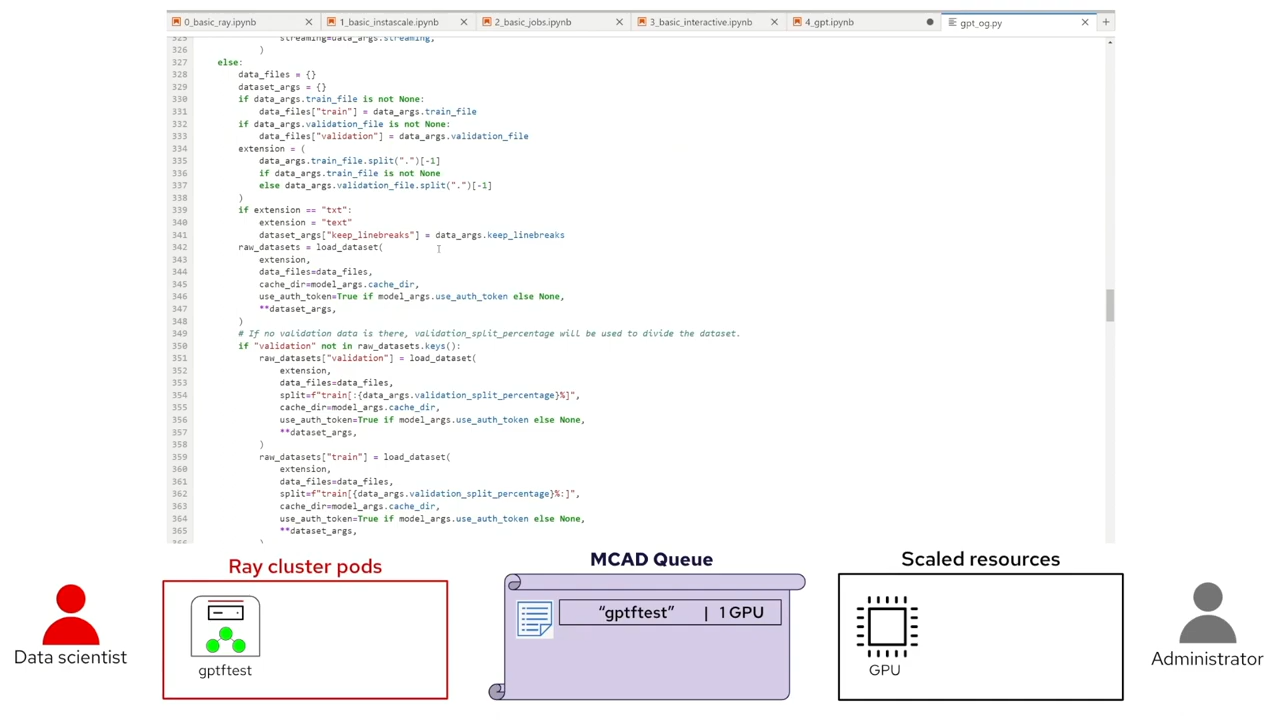 0_basic_ray.ipynb
1_basic_instascale.ipynb
2_basic_jobs.ipynb
3_basic_interactive.ipynb
4_gpt.ipynb
gpt_og.py
325 streaming=data_args.streaming,
326 )
327 else:
328 data_files = {}
329 dataset_args = {}
330 if data_args.train_file is not None:
331 data_files["train"] = data_args.train_file
332 if data_args.validation_file is not None:
333 data_files["validation"] = data_args.validation_file
334 extension = (
335 data_args.train_file.split(".")[-1]
336 if data_args.train_file is not None
337 else data_args.validation_file.split(".")[-1]
338 )
339 if extension == "txt":
340 extension = "text"
341 dataset_args["keep_linebreaks"] = data_args.keep_linebreaks
342 raw_datasets = load_dataset(
343 extension,
344 data_files=data_files,
345 cache_dir=model_args.cache_dir,
346 use_auth_token=True if model_args.use_auth_token else None,
347 **dataset_args,
348 )
349 # If no validation data is there, validation_split_percentage will be used to divide the dataset.
350 if "validation" not in raw_datasets.keys():
351 raw_datasets["validation"] = load_dataset(
352 extension,
353 data_files=data_files,
354 split=f"train[:{data_args.validation_split_percentage}%]",
355 cache_dir=model_args.cache_dir,
356 use_auth_token=True if model_args.use_auth_token else None,
357 **dataset_args,
358 )
359 raw_datasets["train"] = load_dataset(
360 extension,
361 data_files=data_files,
362 split=f"train[{data_args.validation_split_percentage}%:]",
363 cache_dir=model_args.cache_dir,
364 use_auth_token=True if model_args.use_auth_token else None,
365 **dataset_args,
366 )
Ray cluster pods
MCAD Queue
Scaled resources
"gptftest" | 1 GPU
gptftest
GPU
Data scientist
Administrator